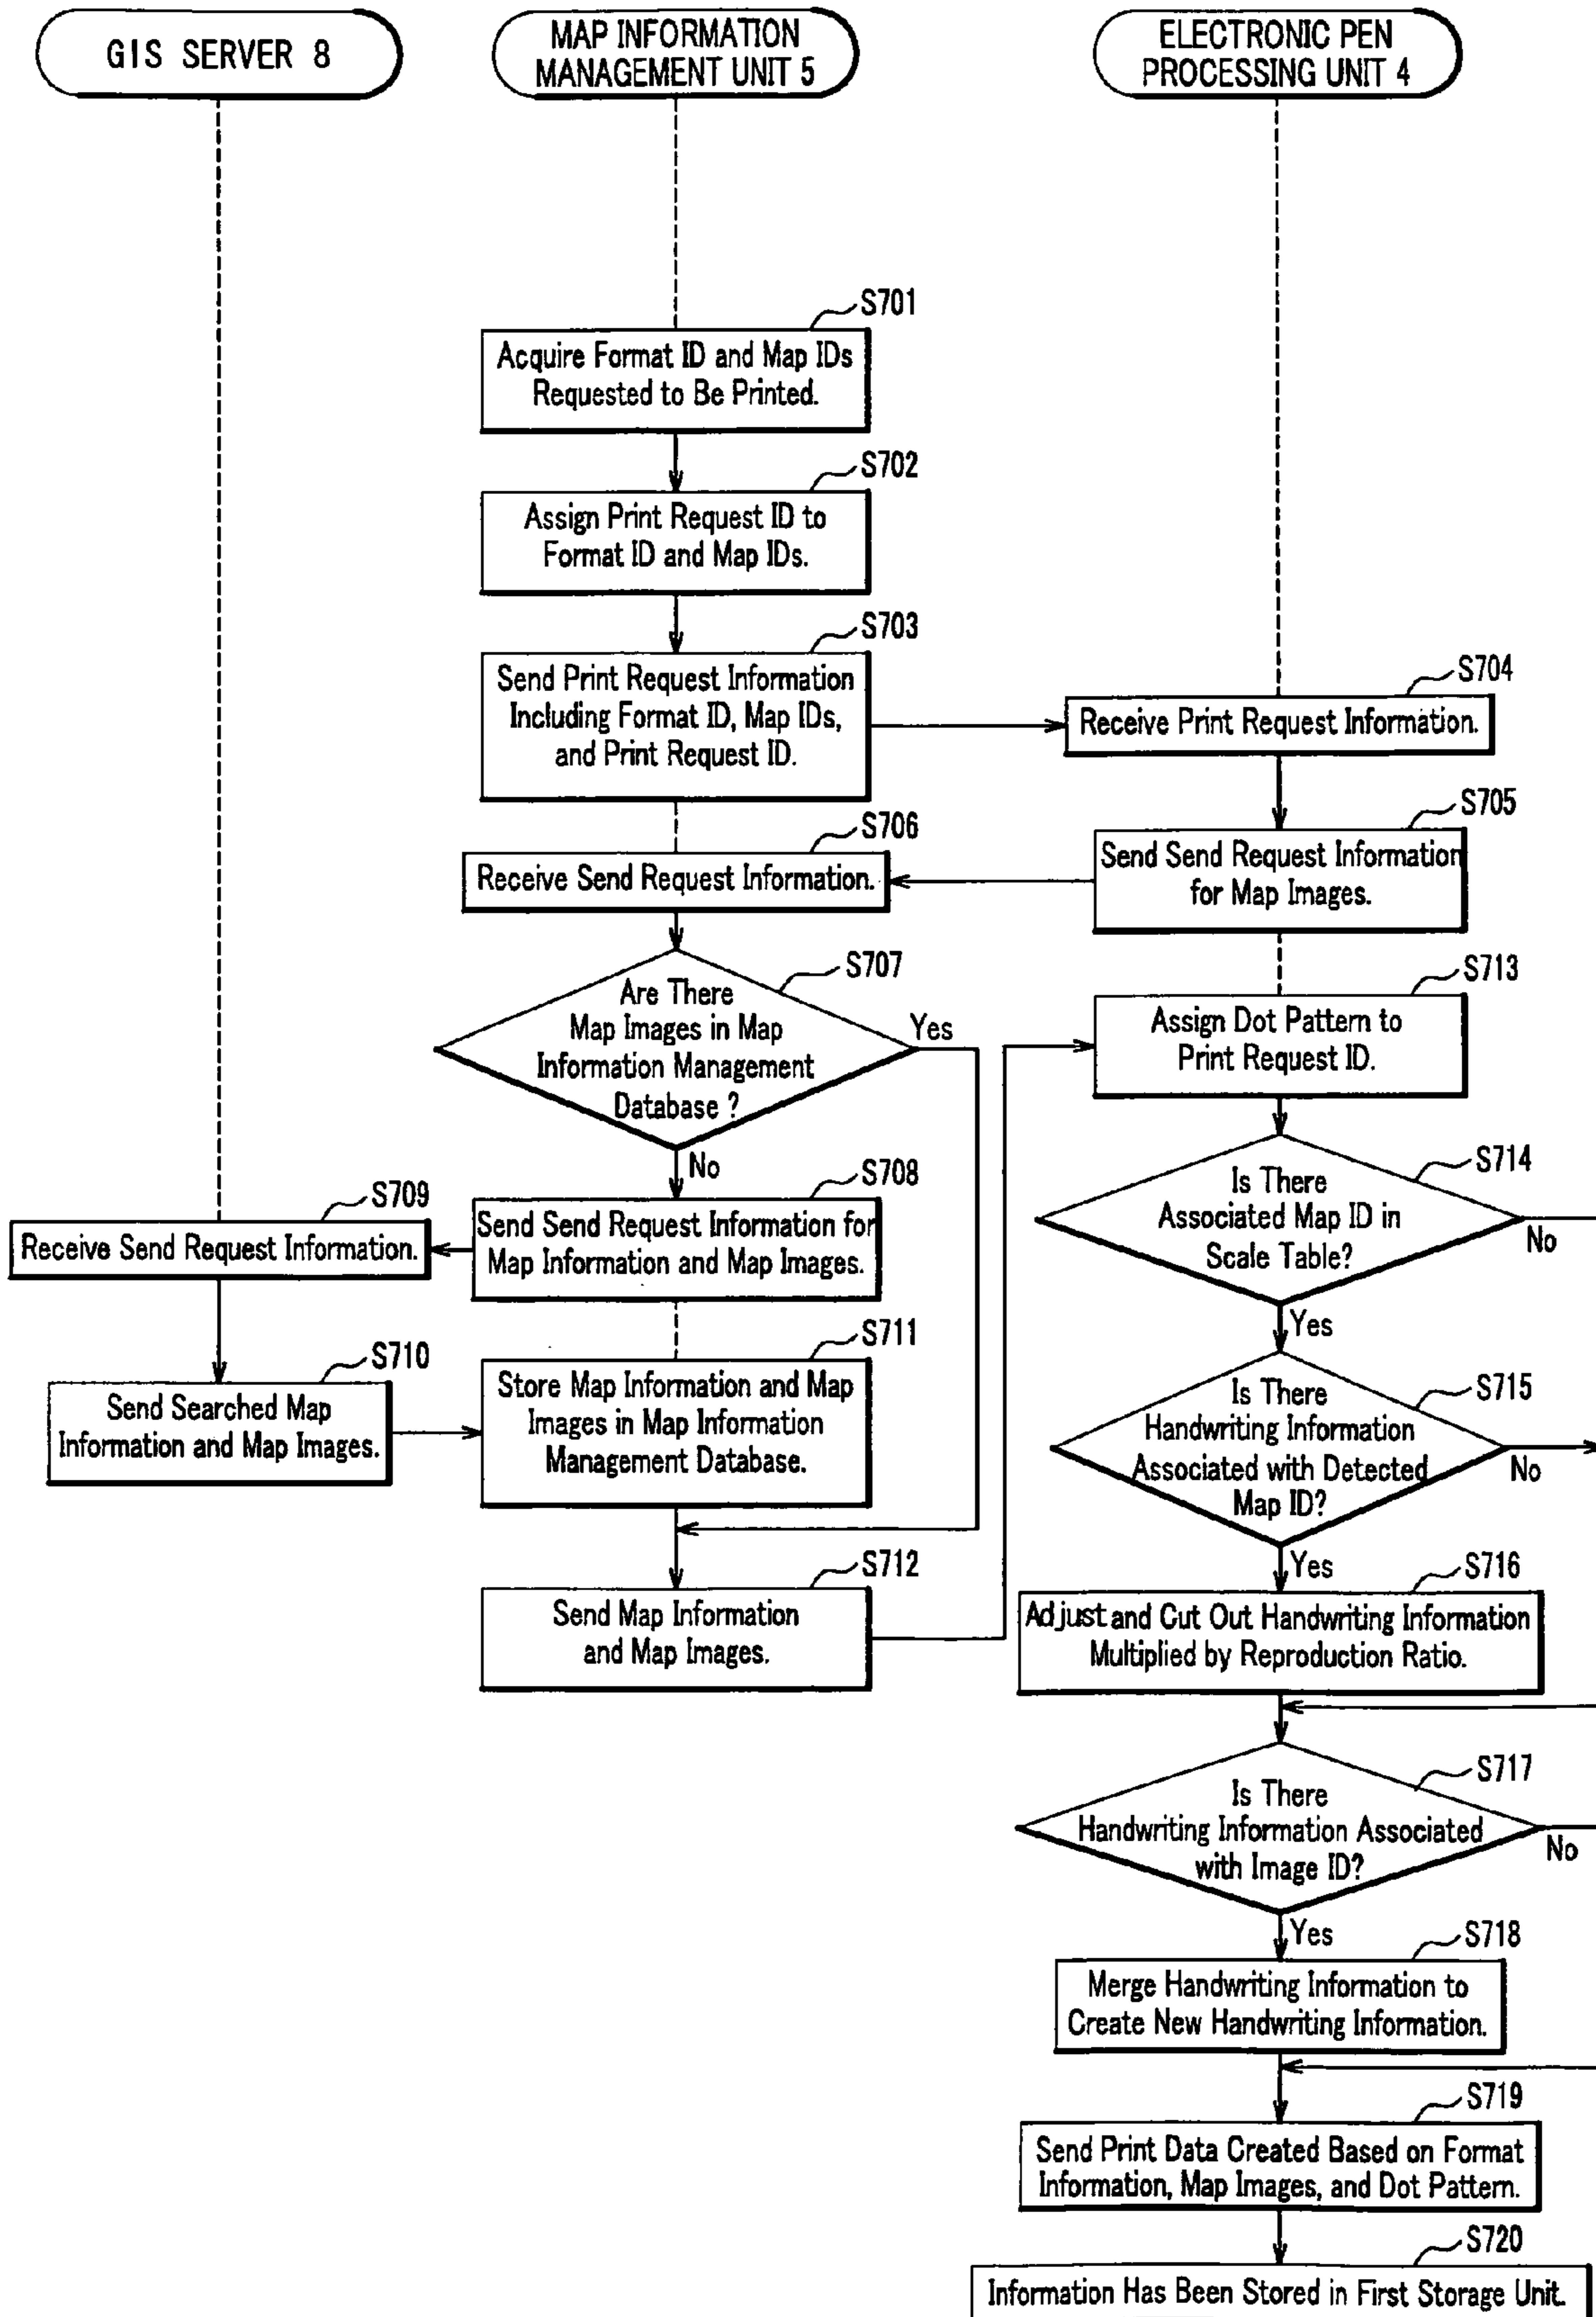 GIS SERVER 8
MAP INFORMATION
MANAGEMENT UNIT 5
ELECTRONIC PEN
PROCESSING UNIT 4
S701
Acquire Format ID and Map IDs
Requested to Be Printed.
S702
Assign Print Request ID to
Format ID and Map IDs.
S703
Send Print Request Information
Including Format ID, Map IDs,
and Print Request ID.
S704
Receive Print Request Information.
S705
Send Send Request Information
for Map Images.
S706
Receive Send Request Information.
S707
Are There
Map Images in Map
Information Management
Database ?
Yes
No
S708
Send Send Request Information for
Map Information and Map Images.
S709
Receive Send Request Information.
S710
Send Searched Map
Information and Map Images.
S711
Store Map Information and Map
Images in Map Information
Management Database.
S712
Send Map Information
and Map Images.
S713
Assign Dot Pattern to
Print Request ID.
S714
Is There
Associated Map ID in
Scale Table?
No
Yes
S715
Is There
Handwriting Information
Associated with Detected
Map ID?
No
Yes
S716
Adjust and Cut Out Handwriting Information
Multiplied by Reproduction Ratio.
S717
Is There
Handwriting Information Associated
with Image ID?
No
Yes
S718
Merge Handwriting Information to
Create New Handwriting Information.
S719
Send Print Data Created Based on Format
Information, Map Images, and Dot Pattern.
S720
Information Has Been Stored in First Storage Unit.